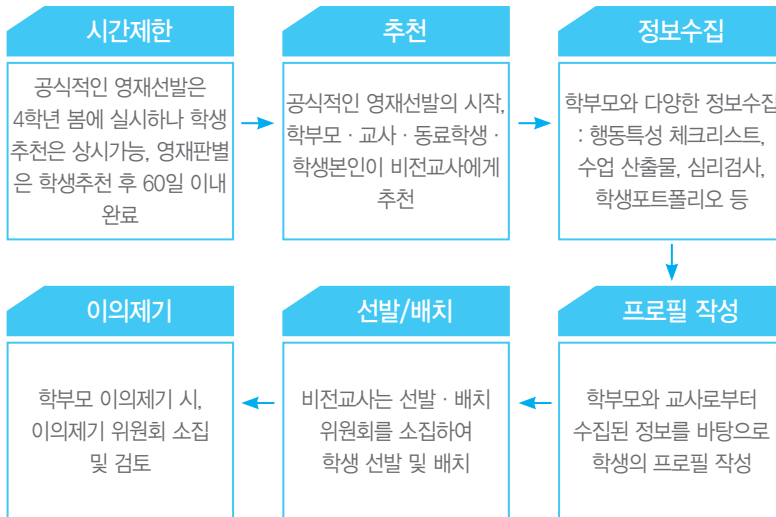 시간제한
공식적인 영재선발은
4학년 봄에 실시하나 학생
추천은 상시가능, 영재판별
은 학생추천 후 60일 이내
완료
추천
공식적인 영재선발의 시작,
학부모 · 교사 · 동료학생 ·
학생본인이 비전교사에게
추천
정보수집
학부모와 다양한 정보수집
: 행동특성 체크리스트,
수업 산출물, 심리검사,
학생포트폴리오 등
프로필 작성
학부모와 교사로부터
수집된 정보를 바탕으로
학생의 프로필 작성
선발/배치
비전교사는 선발 · 배치
위원회를 소집하여
학생 선발 및 배치
이의제기
학부모 이의제기 시,
이의제기 위원회 소집
및 검토